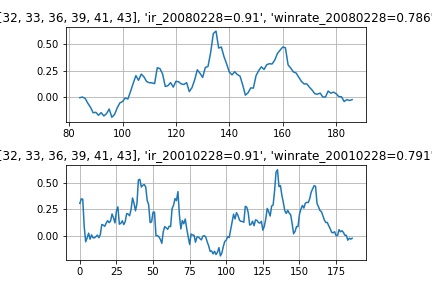 [32, 33, 36, 39, 41, 43], 'ir_20080228=0.91', 'winrate_20080228=0.786'
0.50
0.25
0.00
80 100 120 140 160 180
[32, 33, 36, 39, 41, 43], 'ir_20010228=0.91', 'winrate_20010228=0.791'
0.50
0.25
0.00
0 25 50 75 100 125 150 175